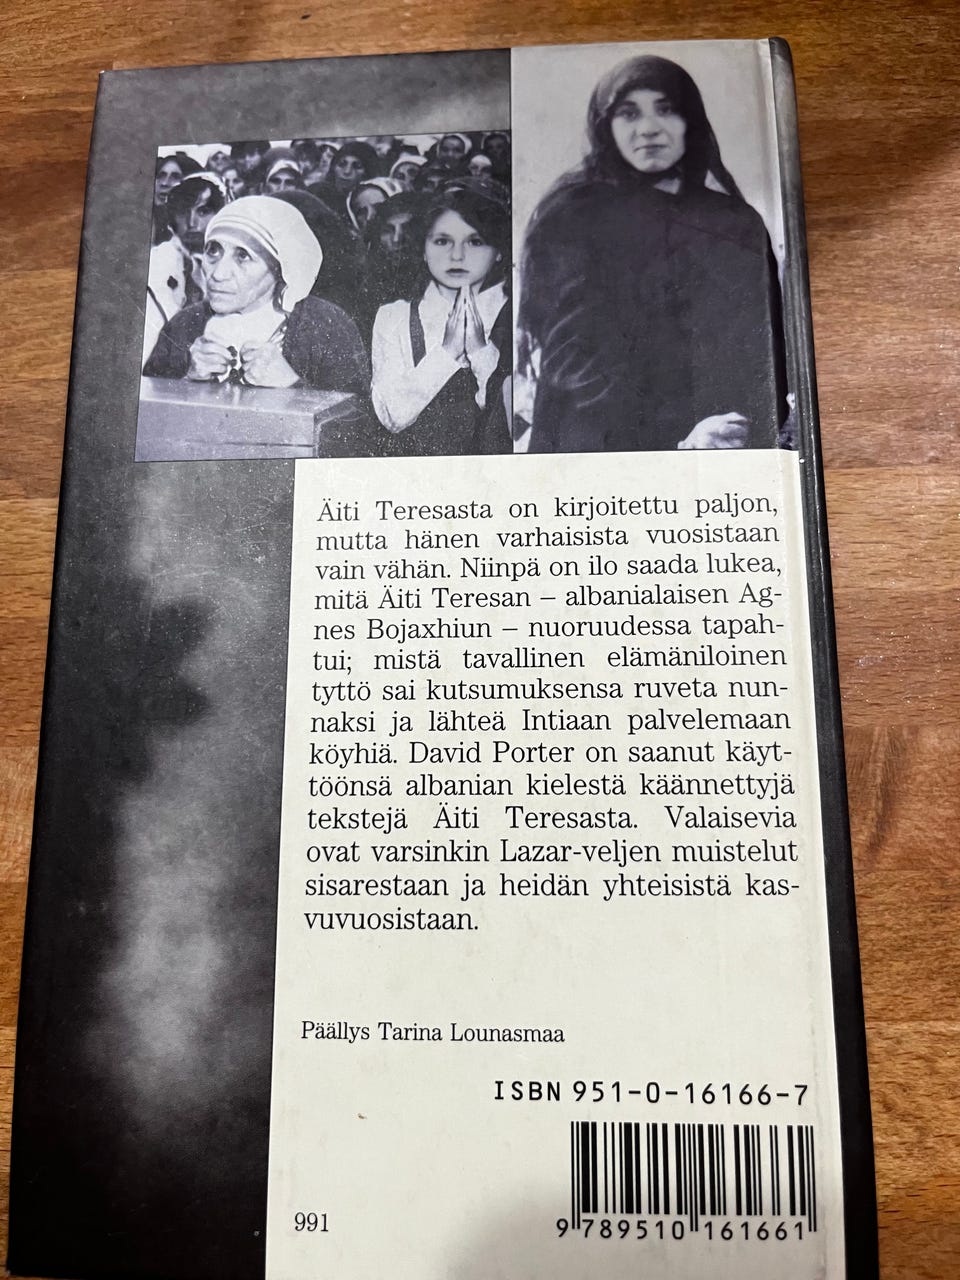 Äiti Teresasta on kirjoitettu paljon,
mutta hänen varhaisista vuosistaan
vain vähän. Niinpä on ilo saada lukea,
mitä Äiti Teresan – albanialaisen Ag-
nes Bojaxhiun – nuoruudessa tapah-
tui; mistä tavallinen elämäniloinen
tyttö sai kutsumuksensa ruveta nun-
naksi ja lähteä Intiaan palvelemaan
köyhiä. David Porter on saanut käyt-
töönsä albanian kielestä käännettyjä
tekstejä Äiti Teresasta. Valaisevia
ovat varsinkin Lazar-veljen muistelut
sisarestaan ja heidän yhteisistä kas-
vuvuosistaan.
Päällys Tarina Lounasmaa
ISBN 951-0-16166-7
991
9 789510 161661